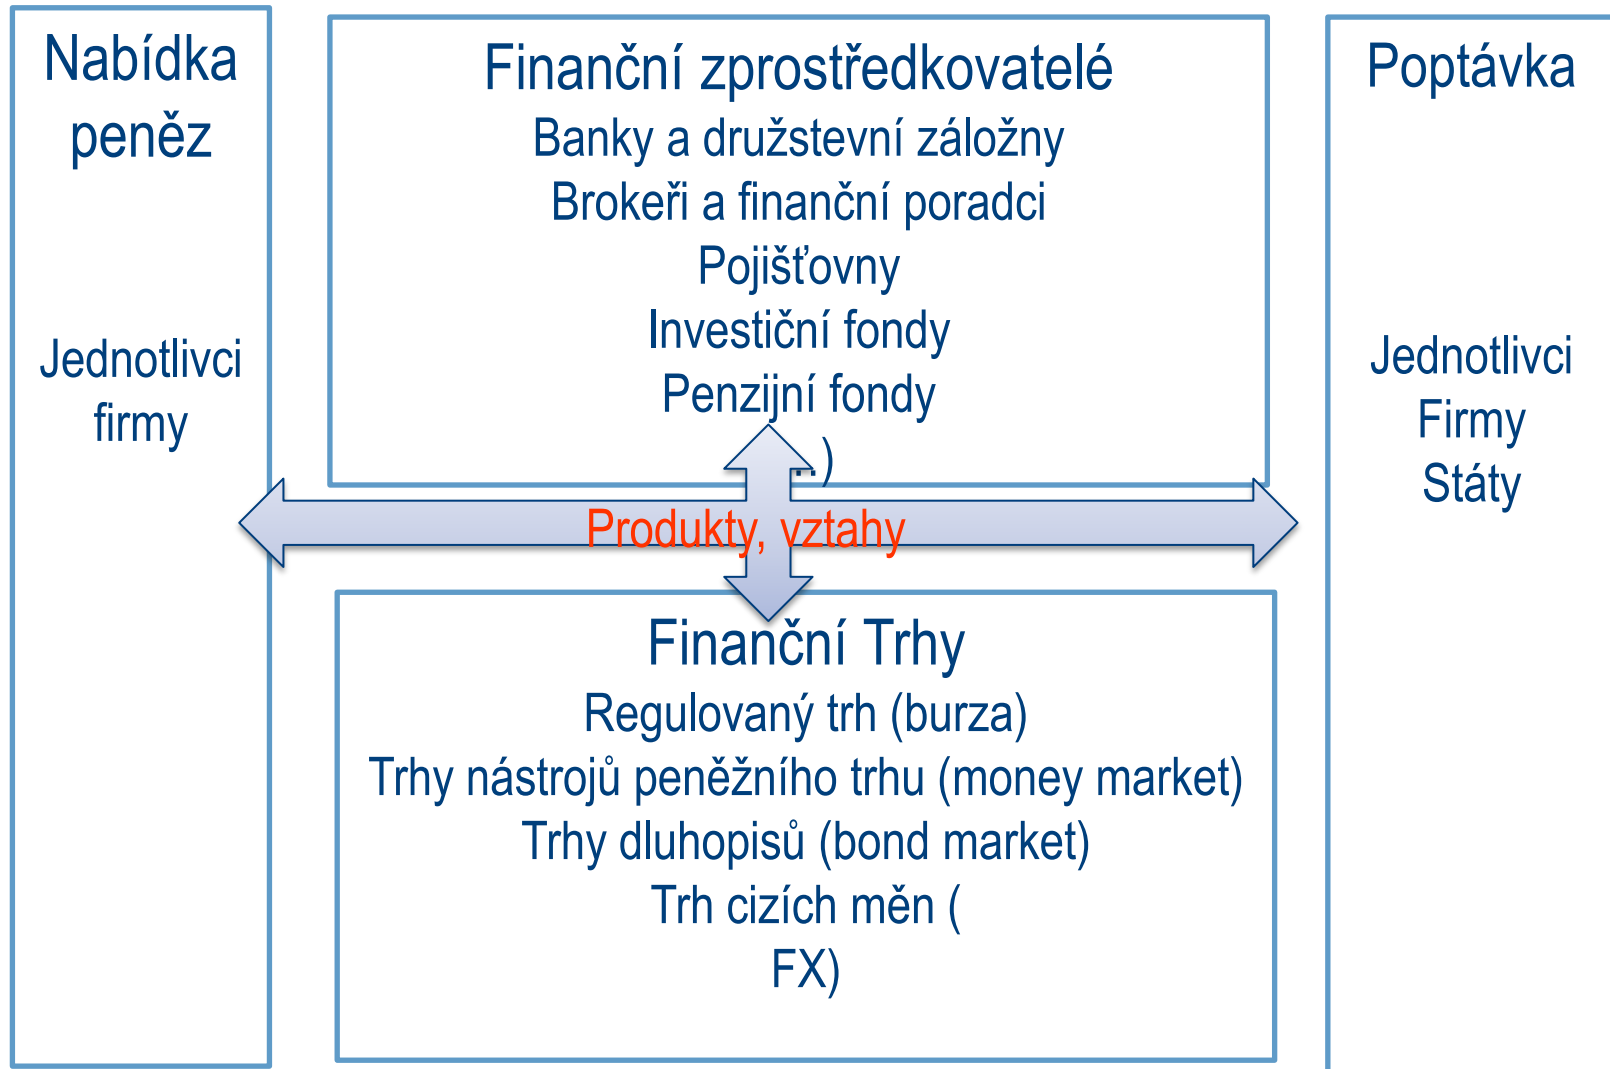 Nabídka
peněz
Jednotlivci
firmy
Finanční zprostředkovatelé
Banky a družstevní záložny
Brokeři a finanční poradci
Pojišťovny
Investiční fondy
Penzijní fondy
..)
Produkty, vztahy
Finanční Trhy
Regulovaný trh (burza)
Trhy nástrojů peněžního trhu (money market)
Trhy dluhopisů (bond market)
Trh cizích měn (
FX)
Poptávka
Jednotlivci
Firmy
Státy